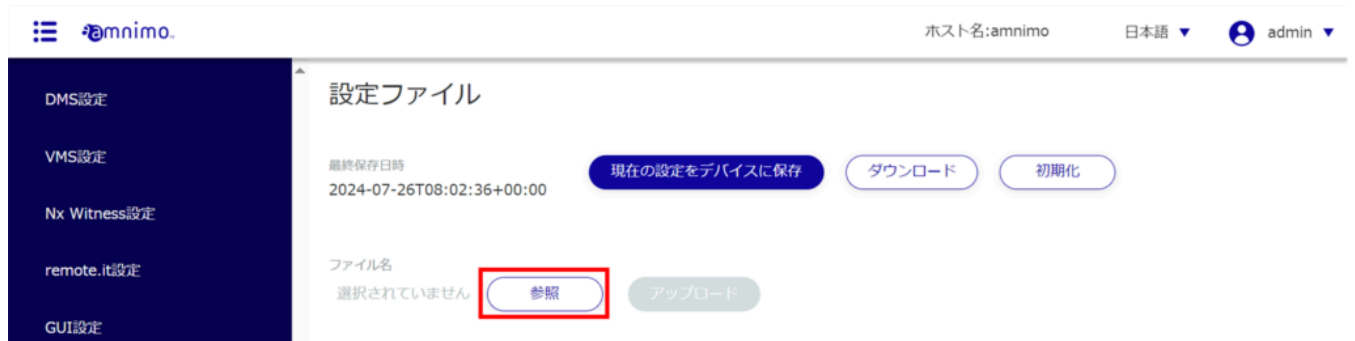 amnimo
ホスト名:amnimo
日本語 ▼
admin ▼
DMS設定
VMS設定
Nx Witness設定
remote.it設定
GUI設定
設定ファイル
最終保存日時
2024-07-26T08:02:36+00:00
現在の設定をデバイスに保存
ダウンロード
初期化
ファイル名
選択されていません
参照
アップロード